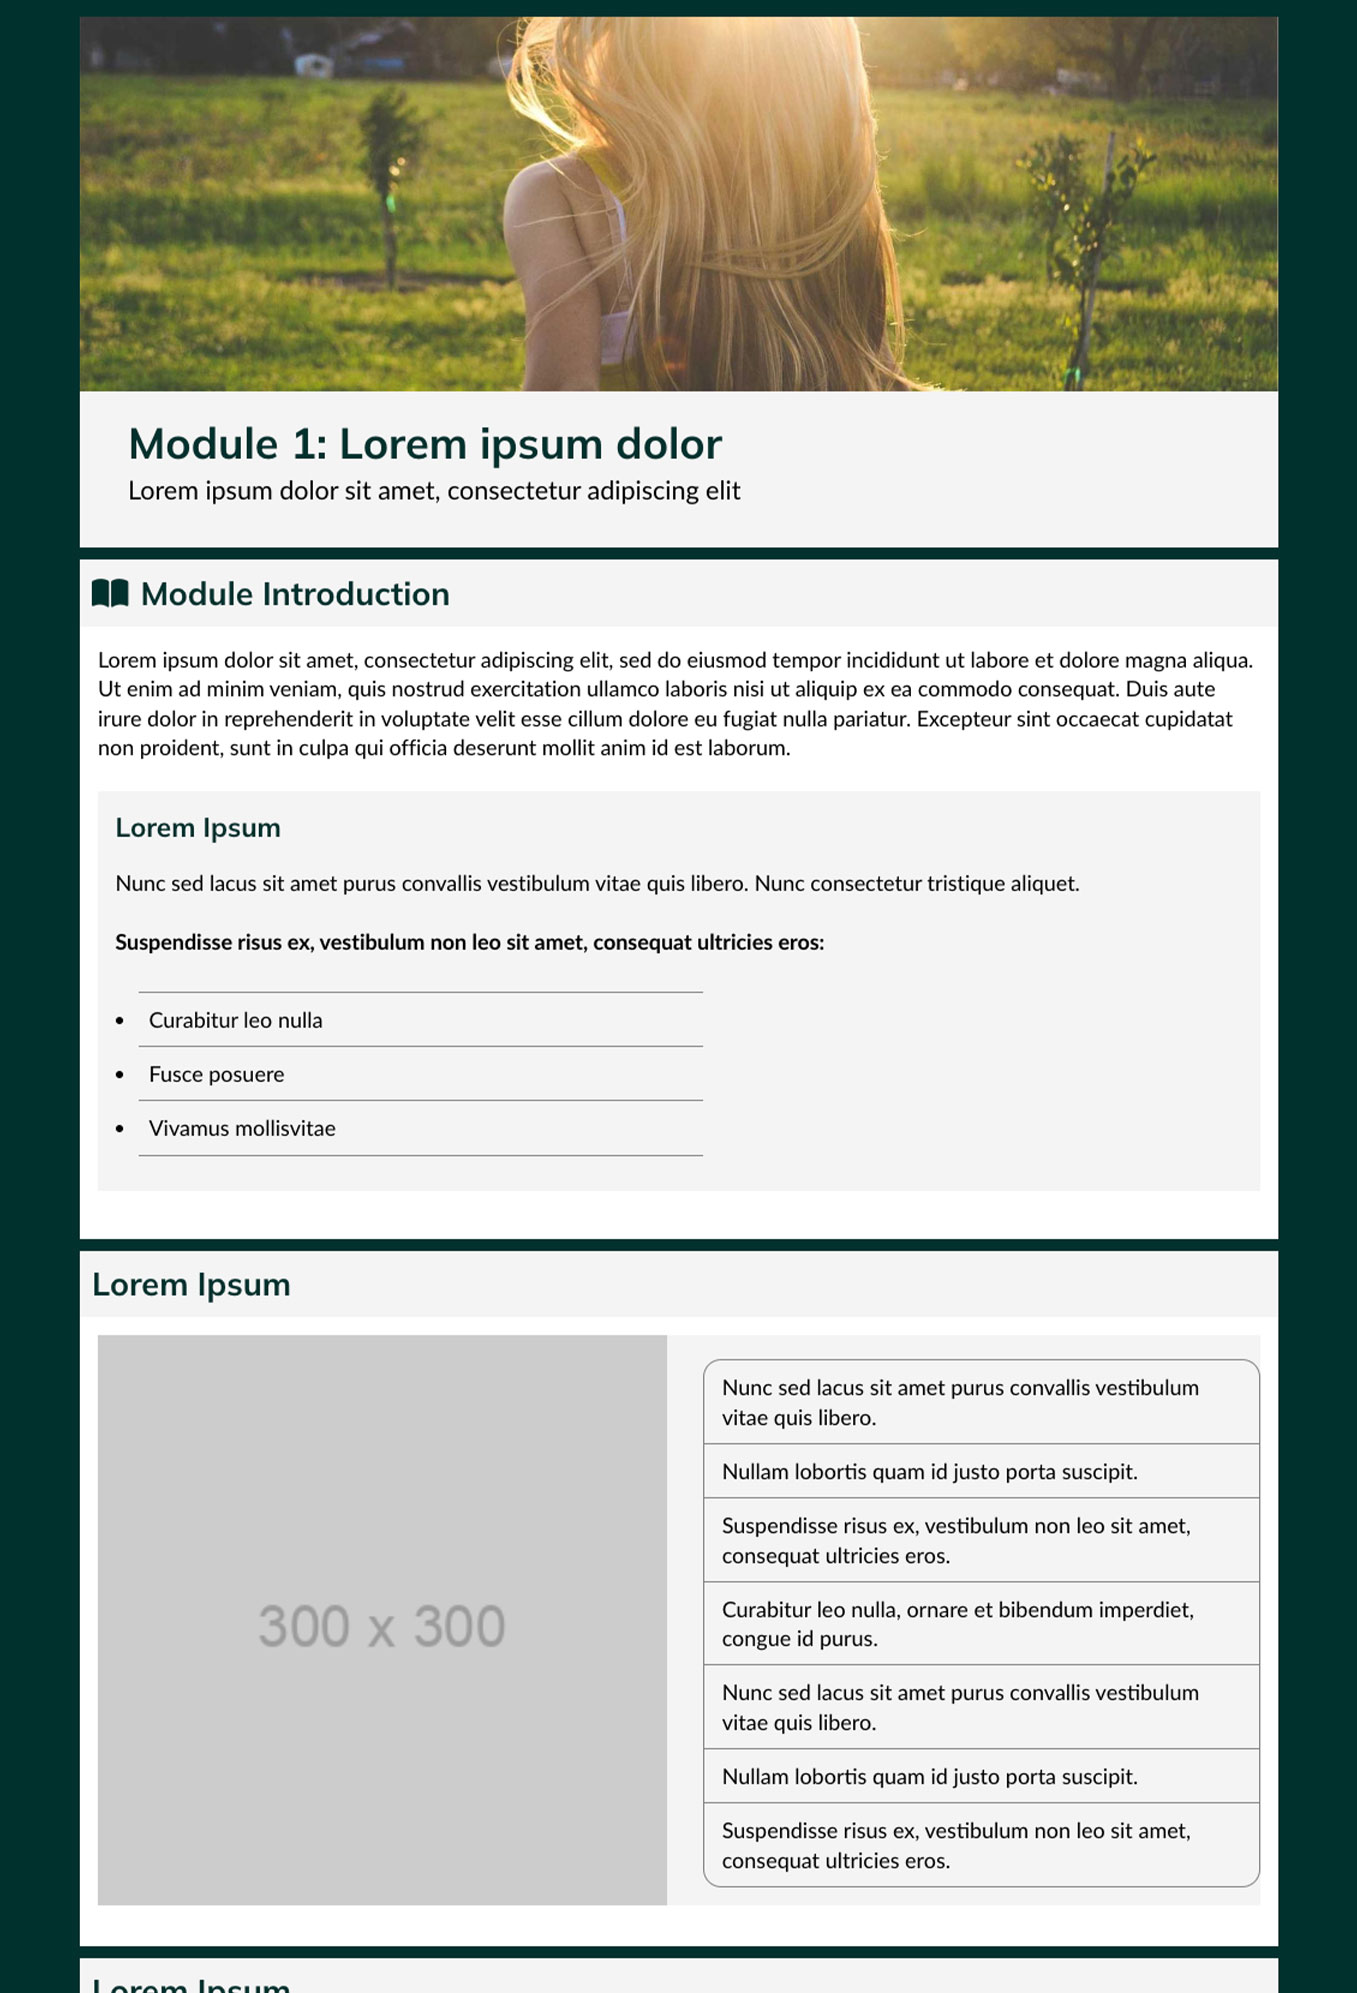 Module 1: Lorem ipsum dolor
Lorem ipsum dolor sit amet, consectetur adipiscing elit
Module Introduction
Lorem ipsum dolor sit amet, consectetur adipiscing elit, sed do eiusmod tempor incididunt ut labore et dolore magna aliqua.
Ut enim ad minim veniam, quis nostrud exercitation ullamco laboris nisi ut aliquip ex ea commodo consequat. Duis aute
irure dolor in reprehenderit in voluptate velit esse cillum dolore eu fugiat nulla pariatur. Excepteur sint occaecat cupidatat
non proident, sunt in culpa qui officia deserunt mollit anim id est laborum.
Lorem Ipsum
Nunc sed lacus sit amet purus convallis vestibulum vitae quis libero. Nunc consectetur tristique aliquet.
Suspendisse risus ex, vestibulum non leo sit amet, consequat ultricies eros:
• Curabitur leo nulla
• Fusce posuere
• Vivamus mollisvitae
Lorem Ipsum
300 x 300
Nunc sed lacus sit amet purus convallis vestibulum
vitae quis libero.
Nullam lobortis quam id justo porta suscipit.
Suspendisse risus ex, vestibulum non leo sit amet,
consequat ultricies eros.
Curabitur leo nulla, ornare et bibendum imperdiet,
congue id purus.
Nunc sed lacus sit amet purus convallis vestibulum
vitae quis libero.
Nullam lobortis quam id justo porta suscipit.
Suspendisse risus ex, vestibulum non leo sit amet,
consequat ultricies eros.
Lorem Ipsum